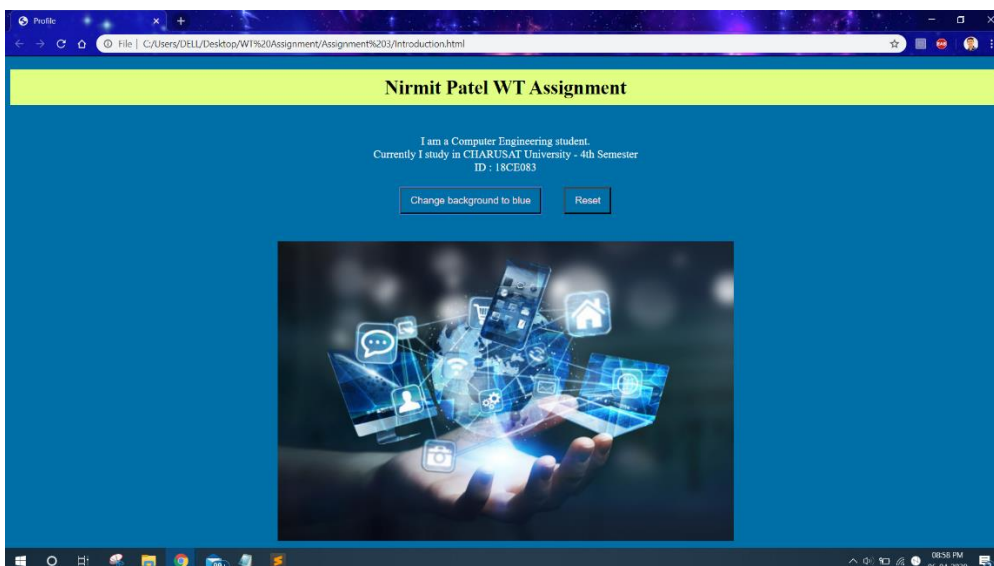 Profile
File | C:/Users/DELL/Desktop/WT%20Assignment/Assignment%203/Introduction.html
Nirmit Patel WT Assignment
I am a Computer Engineering student.
Currently I study in CHARUSAT University - 4th Semester
ID : 18CE083
Change background to blue
Reset
08:58 PM